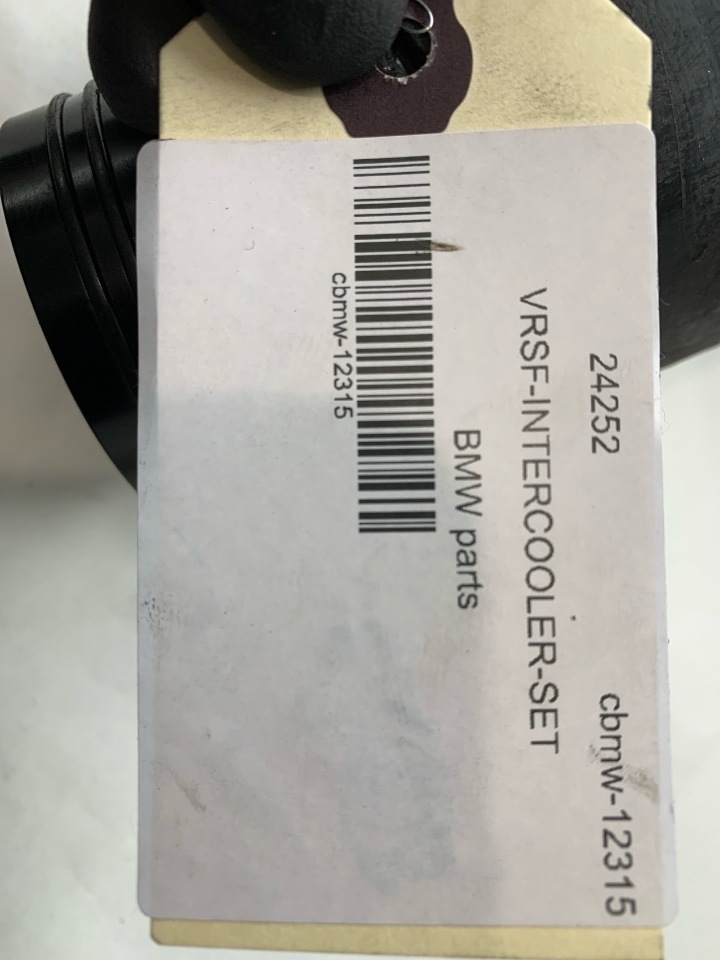 24252 cbmw-12315
VRSF-INTERCOOLER-SET
BMW parts
cbmw-12315